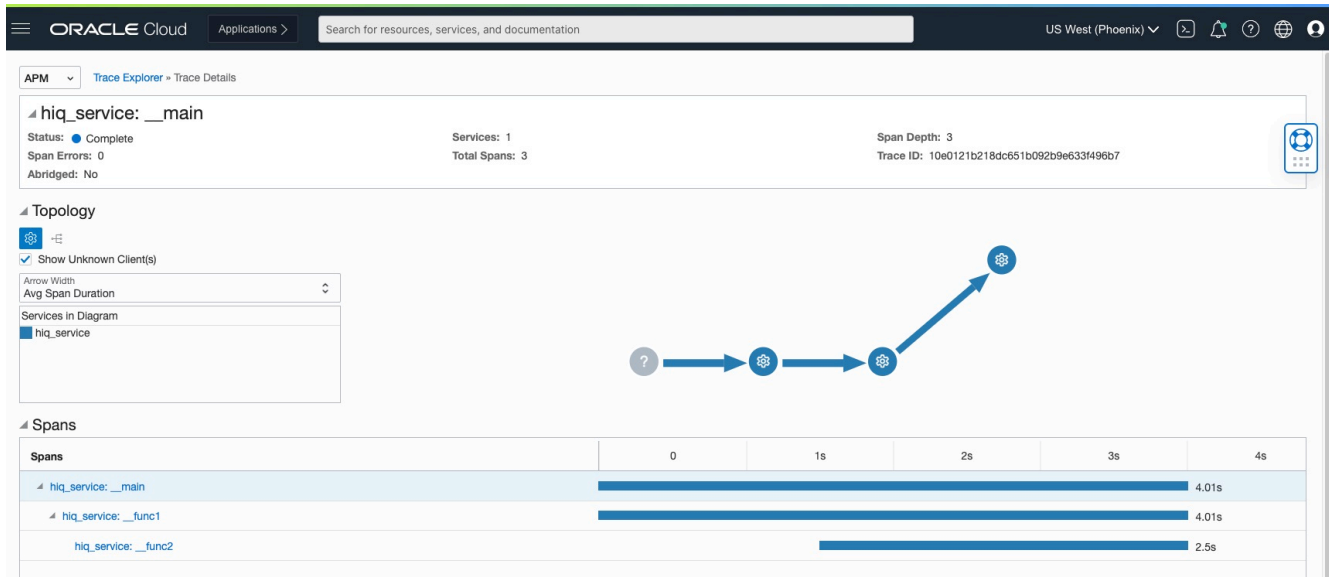 ORACLE Cloud Applications > Search for resources, services, and documentation US West (Phoenix)
APM Trace Explorer » Trace Details
hiq_service: __main
Status: Complete Services: 1 Span Depth: 3
Span Errors: 0 Total Spans: 3 Trace ID: 10e0121b218dc651b092b9e633f496b7
Abridged: No
Topology
Show Unknown Client(s)
Arrow Width
Avg Span Duration
Services in Diagram
hiq_service
?
Spans
Spans 0 1s 2s 3s 4s
hiq_service: __main 4.01s
hiq_service: __func1 4.01s
hiq_service: __func2 2.5s